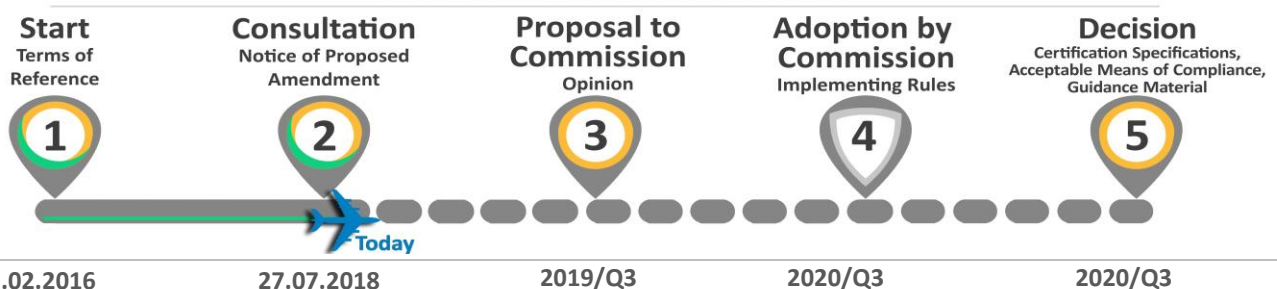 Start
Terms of
Reference
1
Consultation
Notice of Proposed
Amendment
2
Proposal to
Commission
Opinion
3
Adoption by
Commission
Implementing Rules
4
Decision
Certification Specifications,
Acceptable Means of Compliance,
Guidance Material
5
Today
.02.2016
27.07.2018
2019/Q3
2020/Q3
2020/Q3